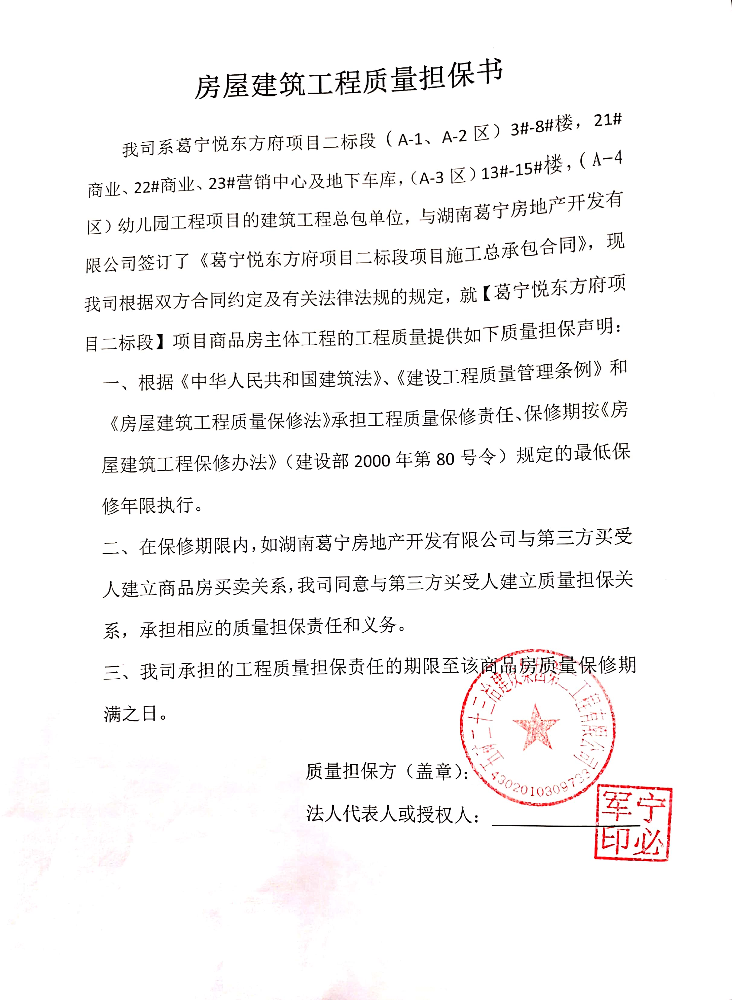 房屋建筑工程质量担保书
我司系葛宁悦东方府项目二标段（A-1、A-2区）3#-8#楼，21#
商业、22#商业、23#营销中心及地下车库，（A-3区）13#-15#楼，（A-4
区）幼儿园工程项目的建筑工程总包单位，与湖南葛宁房地产开发有
限公司签订了《葛宁悦东方府项目二标段项目施工总承包合同》，现
我司根据双方合同约定及有关法律法规的规定，就【葛宁悦东方府项
目二标段】项目商品房主体工程的工程质量提供如下质量担保声明：
一、根据《中华人民共和国建筑法》、《建设工程质量管理条例》和
《房屋建筑工程质量保修法》承担工程质量保修责任、保修期按《房
屋建筑工程保修办法》（建设部2000年第80号令）规定的最低保
修年限执行。
二、在保修期限内，如湖南葛宁房地产开发有限公司与第三方买受
人建立商品房买卖关系，我司同意与第三方买受人建立质量担保关
系，承担相应的质量担保责任和义务。
三、我司承担的工程质量担保责任的期限至该商品房质量保修期
满之日。
五矿二十三冶建设集团第二工程有限公司
4302010309733
质量担保方（盖章）：
法人代表人或授权人：
宁必军印